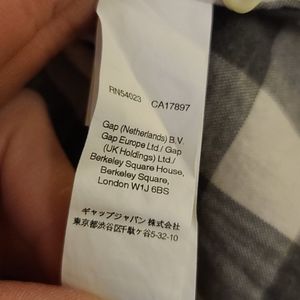 RN54023 CA17897
Gap (Netherlands) B.V.
Gap Europe Ltd./ Gap
(UK Holdings) Ltd./
Berkeley Square House,
Berkeley Square,
London W1J 6BS
ギャップジャパン株式会社
東京都渋谷区千駄ヶ谷5-32-10